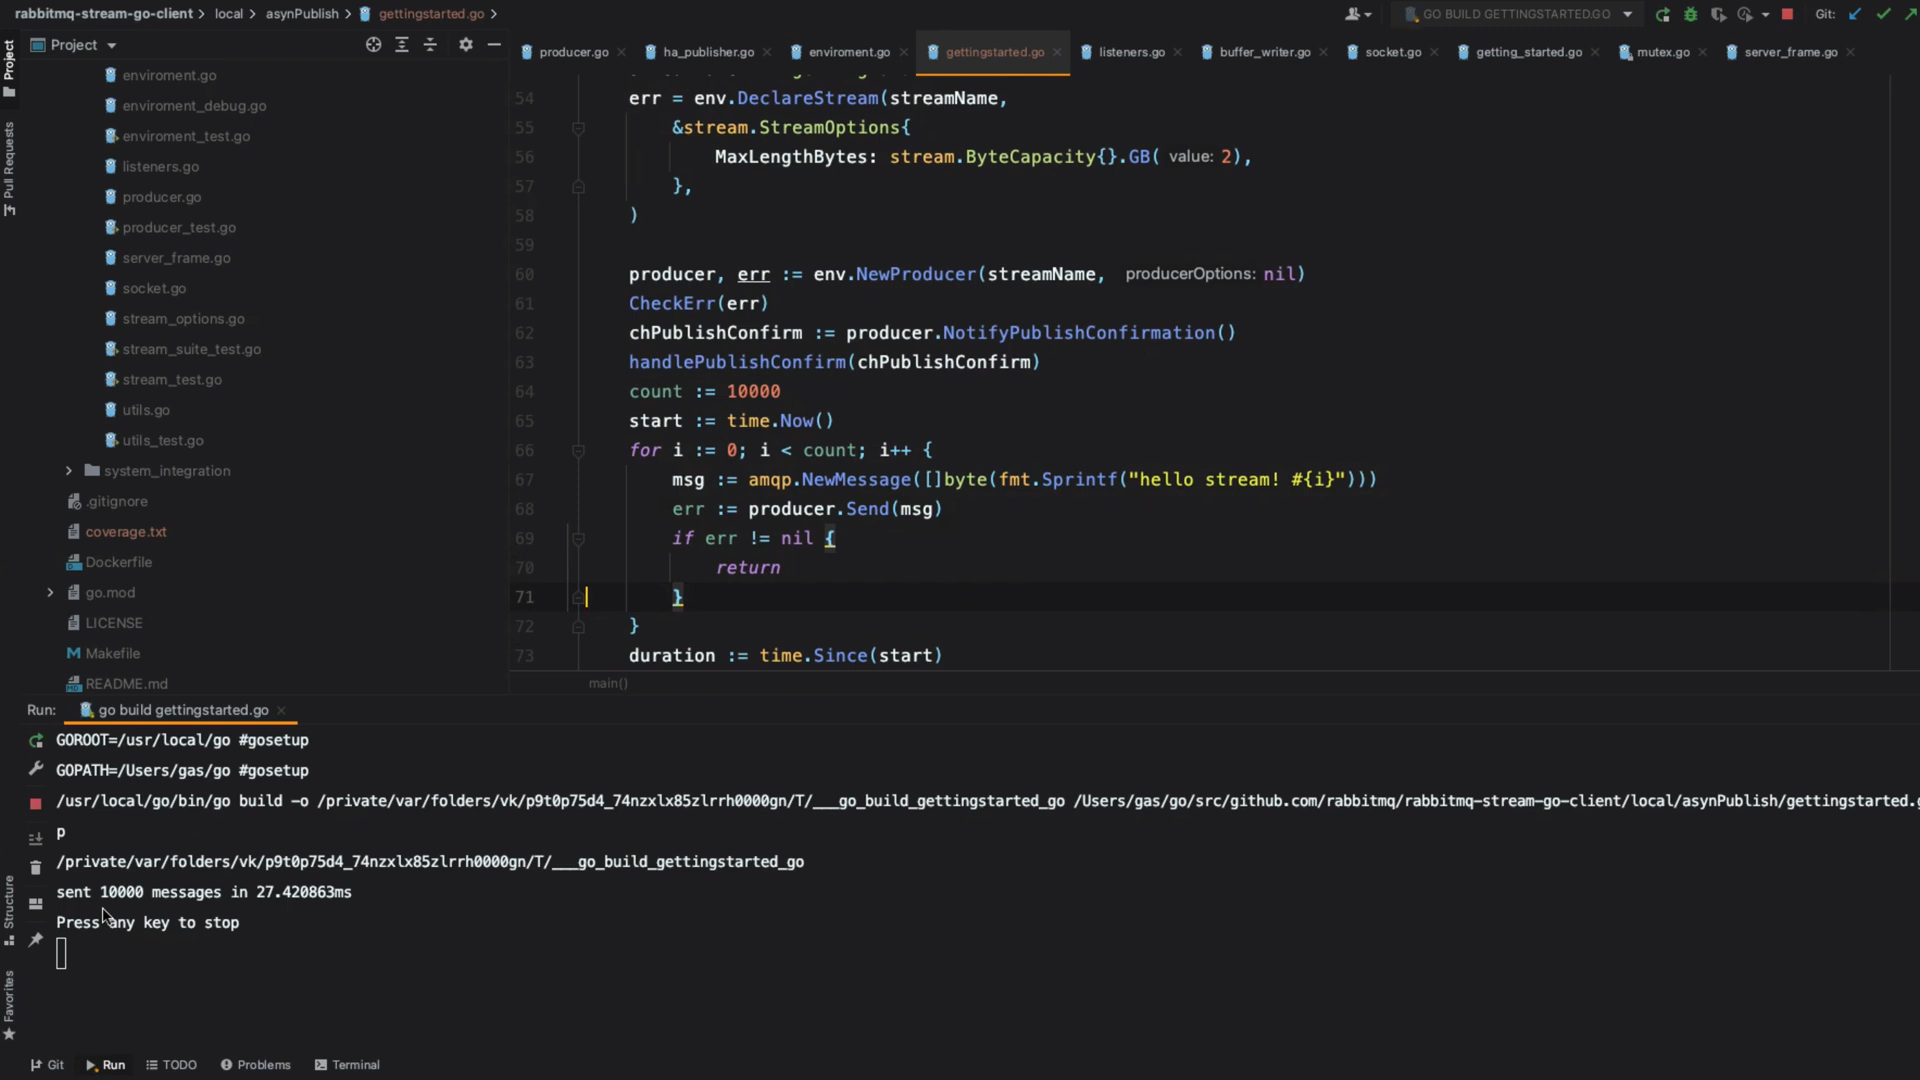 rabbitmq-stream-go-client > local > asynPublish > gettingstarted.go >
GO BUILD GETTINGSTARTED.GO
Git:
Project
Project
producer.go
ha_publisher.go
enviroment.go
gettingstarted.go
listeners.go
buffer_writer.go
socket.go
getting_started.go
mutex.go
server_frame.go
Pull Requests
enviroment.go
enviroment_debug.go
enviroment_test.go
listeners.go
producer.go
producer_test.go
server_frame.go
socket.go
stream_options.go
stream_suite_test.go
stream_test.go
utils.go
utils_test.go
system_integration
.gitignore
coverage.txt
Dockerfile
go.mod
LICENSE
Makefile
README.md
54 err = env.DeclareStream(streamName,
55 &stream.StreamOptions{
56 MaxLengthBytes: stream.ByteCapacity{}.GB( value: 2),
57 },
58 )
59
60 producer, err := env.NewProducer(streamName, producerOptions: nil)
61 CheckErr(err)
62 chPublishConfirm := producer.NotifyPublishConfirmation()
63 handlePublishConfirm(chPublishConfirm)
64 count := 10000
65 start := time.Now()
66 for i := 0; i < count; i++ {
67 msg := amqp.NewMessage([]byte(fmt.Sprintf("hello stream! #{i}")))
68 err := producer.Send(msg)
69 if err != nil {
70 return
71 }
72 }
73 duration := time.Since(start)
main()
Run: go build gettingstarted.go
GOROOT=/usr/local/go #gosetup
GOPATH=/Users/gas/go #gosetup
/usr/local/go/bin/go build -o /private/var/folders/vk/p9t0p75d4_74nzxlx85zlrrh0000gn/T/___go_build_gettingstarted_go /Users/gas/go/src/github.com/rabbitmq/rabbitmq-stream-go-client/local/asynPublish/gettingstarted.g
p
/private/var/folders/vk/p9t0p75d4_74nzxlx85zlrrh0000gn/T/___go_build_gettingstarted_go
sent 10000 messages in 27.420863ms
Press any key to stop
Structure
Favorites
Git
Run
TODO
Problems
Terminal